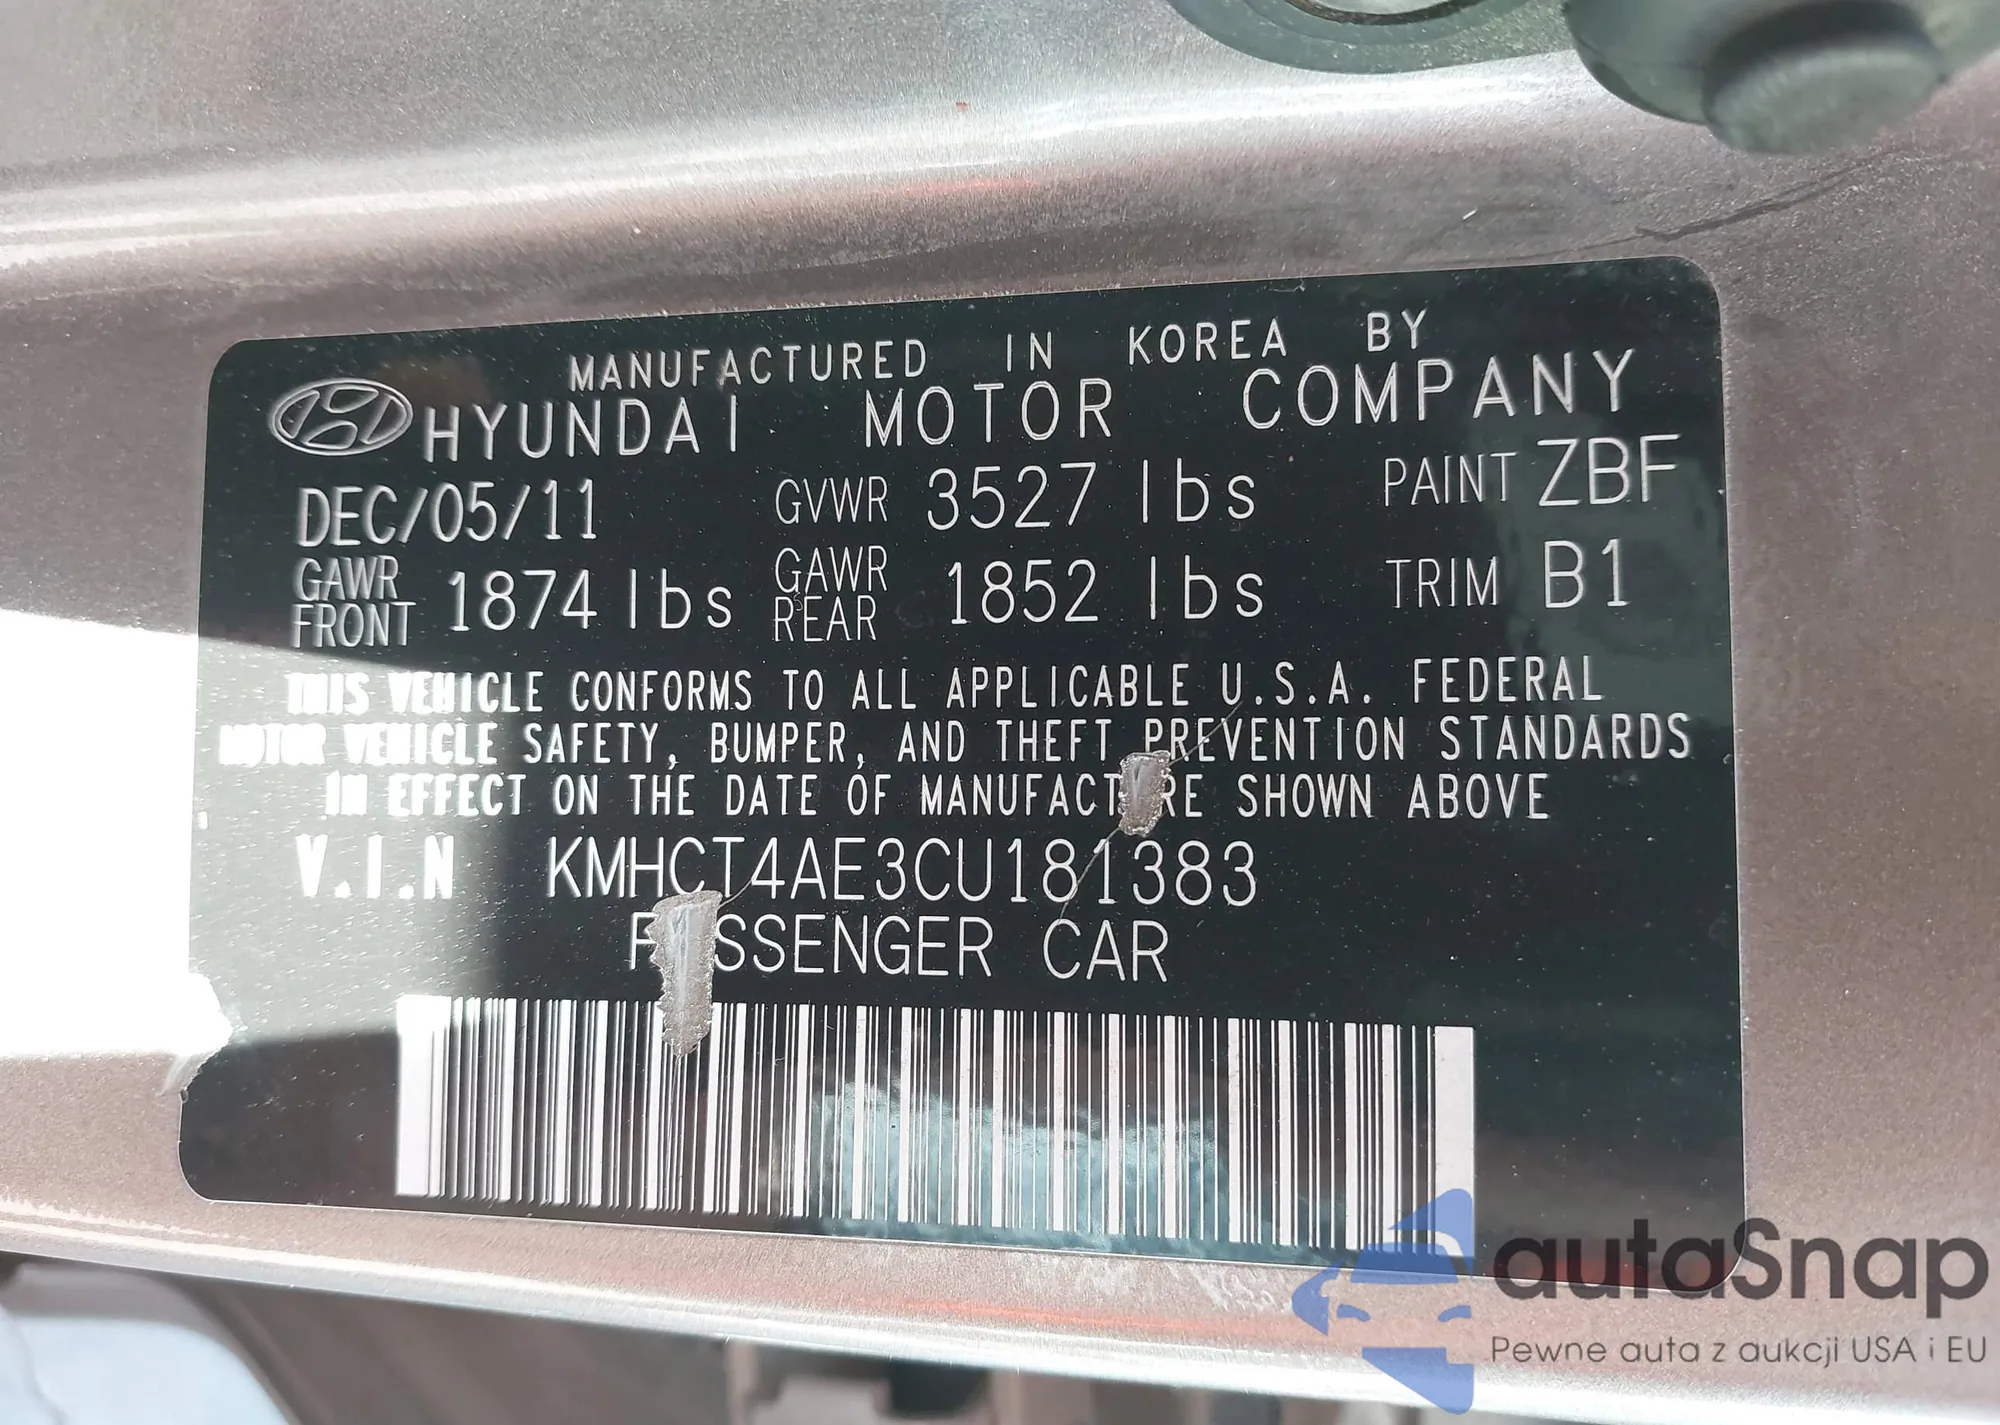 MANUFACTURED IN KOREA BY
HYUNDAI MOTOR COMPANY
DEC/05/11 GVWR 3527 lbs PAINT ZBF
GAWR FRONT 1874 lbs GAWR REAR 1852 lbs TRIM B1
THIS VEHICLE CONFORMS TO ALL APPLICABLE U.S.A. FEDERAL
MOTOR VEHICLE SAFETY, BUMPER, AND THEFT PREVENTION STANDARDS
IN EFFECT ON THE DATE OF MANUFACTURE SHOWN ABOVE
V.I.N KMHCT4AE3CU181383
PASSENGER CAR
autaSnap
Pewne auta z aukcji USA i EU